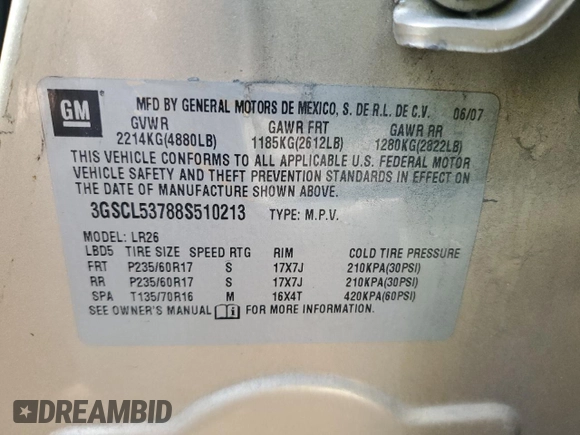 GM
MFD BY GENERAL MOTORS DE MEXICO, S. DE R.L. DE C.V. 06/07
GVWR GAWR FRT GAWR RR
2214KG(4880LB) 1185KG(2612LB) 1280KG(2822LB)
THIS VEHICLE CONFORMS TO ALL APPLICABLE U.S. FEDERAL MOTOR
VEHICLE SAFETY AND THEFT PREVENTION STANDARDS IN EFFECT
ON THE DATE OF MANUFACTURE SHOWN ABOVE.
3GSCL53788S510213 TYPE: M.P.V.
MODEL: LR26
LBD5 TIRE SIZE SPEED RTG RIM COLD TIRE PRESSURE
FRT P235/60R17 S 17X7J 210KPA(30PSI)
RR P235/60R17 S 17X7J 210KPA(30PSI)
SPA T135/70R16 M 16X4T 420KPA(60PSI)
SEE OWNER'S MANUAL FOR MORE INFORMATION.
DREAMBID